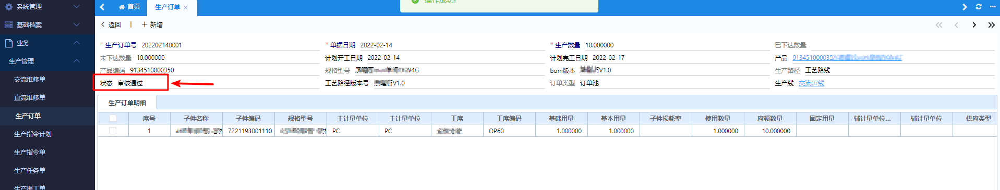 系统管理
基础档案
业务
生产管理
交流维修单
直流维修单
生产订单
生产指令计划
生产指令单
生产任务单
生产报工单
首页 生产订单 ×
操作成功!
返回 | + 新增
* 生产订单号 202202140001 * 单据日期 2022-02-14 * 生产数量 10.000000 已下达数量
未下达数量 10.000000 计划开工日期 2022-02-14 计划完工日期 2022-02-17 产品 91345100035
产品编码 9134510000350 规格型号 W4G bom版本 V1.0 生产路径 工艺路线
状态 审核通过 工艺路径版本号 V1.0 订单类型 订单池 生产线 交流07线
生产订单明细
序号 子件名称 子件编码 规格型号 主计量单位 主计量单位 工序 工序编码 基础用量 基本用量 子件损耗率 使用数量 应领数量 固定用量 辅计量单位... 辅计量单位 供应类型
1 7221193001110 PC PC OP60 1.000000 1.000000 1.000000 10.000000